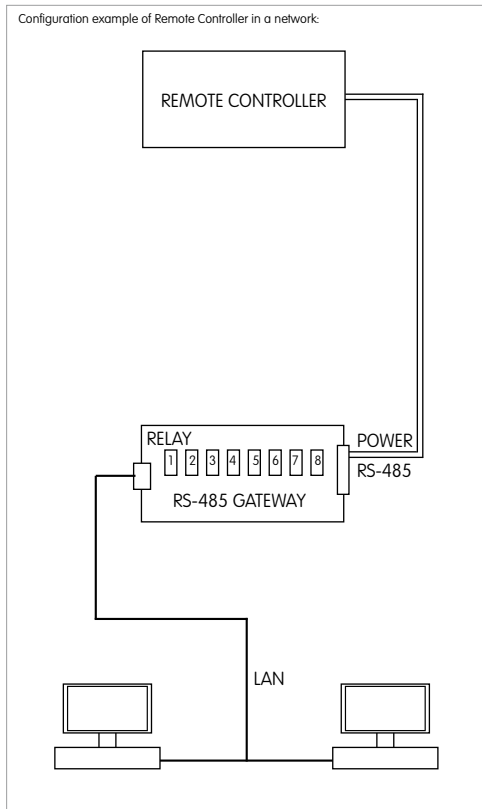 Configuration example of Remote Controller in a network:
REMOTE CONTROLLER
RELAY
1 2 3 4 5 6 7 8
RS-485 GATEWAY
POWER
RS-485
LAN